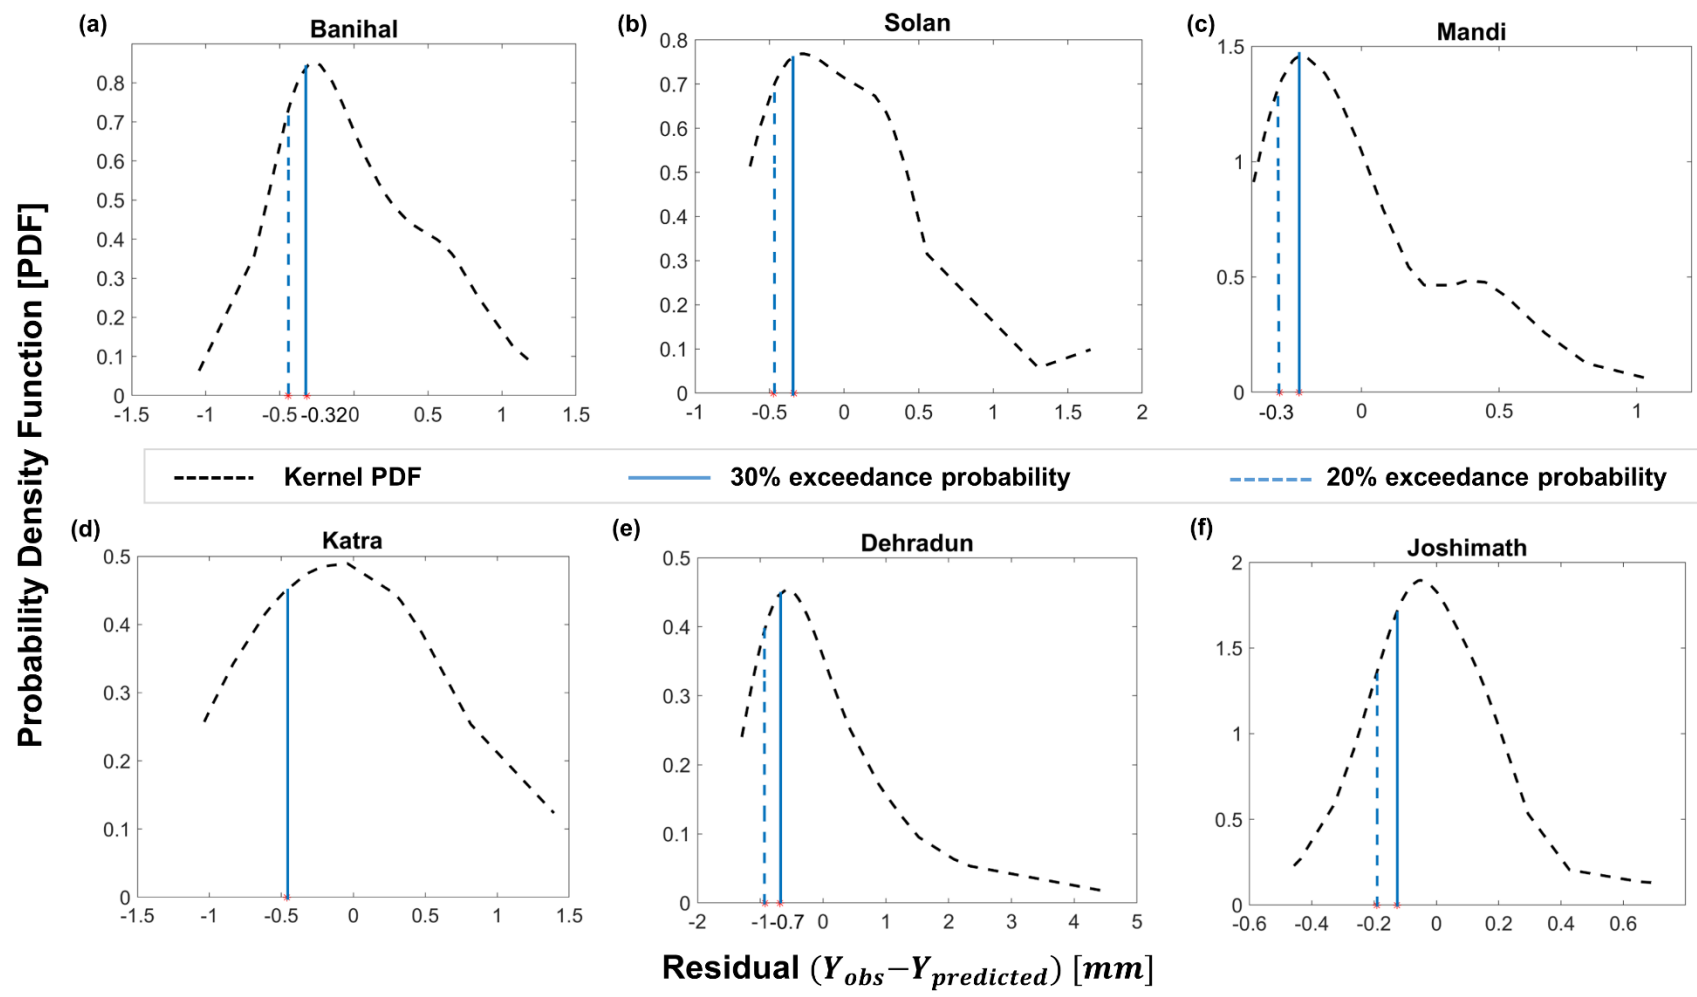 (a)
Banihal
0.8
0.7
0.6
0.5
0.4
0.3
0.2
0.1
0
-1.5 -1 -0.5 -0.32 0 0.5 1 1.5
(b)
Solan
0.8
0.7
0.6
0.5
0.4
0.3
0.2
0.1
0
-1 -0.5 0 0.5 1 1.5 2
(c)
Mandi
1.5
1
0.5
0
-0.3 0 0.5 1
Probability Density Function [PDF]
Kernel PDF 30% exceedance probability 20% exceedance probability
(d)
Katra
0.5
0.4
0.3
0.2
0.1
0
-1.5 -1 -0.5 0 0.5 1 1.5
(e)
Dehradun
0.5
0.4
0.3
0.2
0.1
0
-2 -1 -0.7 0 1 2 3 4 5
(f)
Joshimath
2
1.5
1
0.5
0
-0.6 -0.4 -0.2 0 0.2 0.4 0.6
Residual (Y_obs−Y_predicted) [mm]